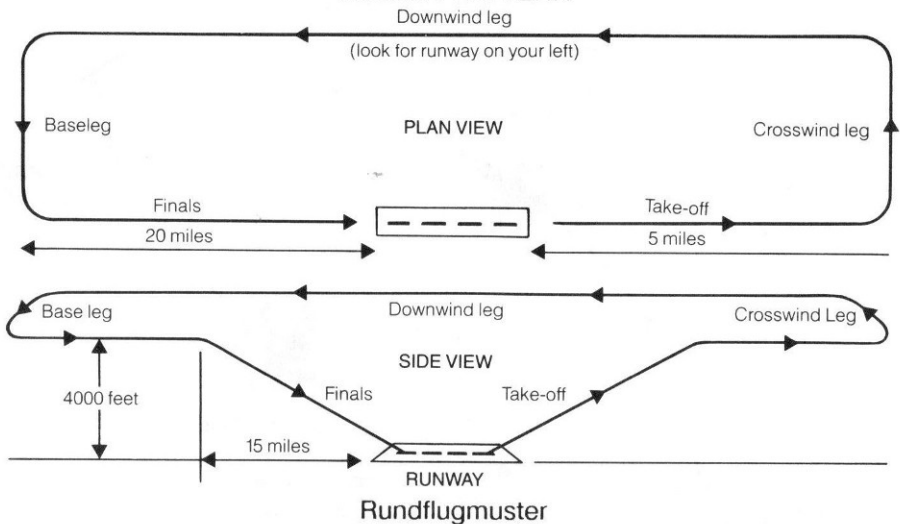 Downwind leg
(look for runway on your left)
Baseleg
PLAN VIEW
Crosswind leg
Finals
Take-off
20 miles
5 miles
Base leg
Downwind leg
Crosswind Leg
SIDE VIEW
4000 feet
Finals
Take-off
15 miles
RUNWAY
Rundflugmuster